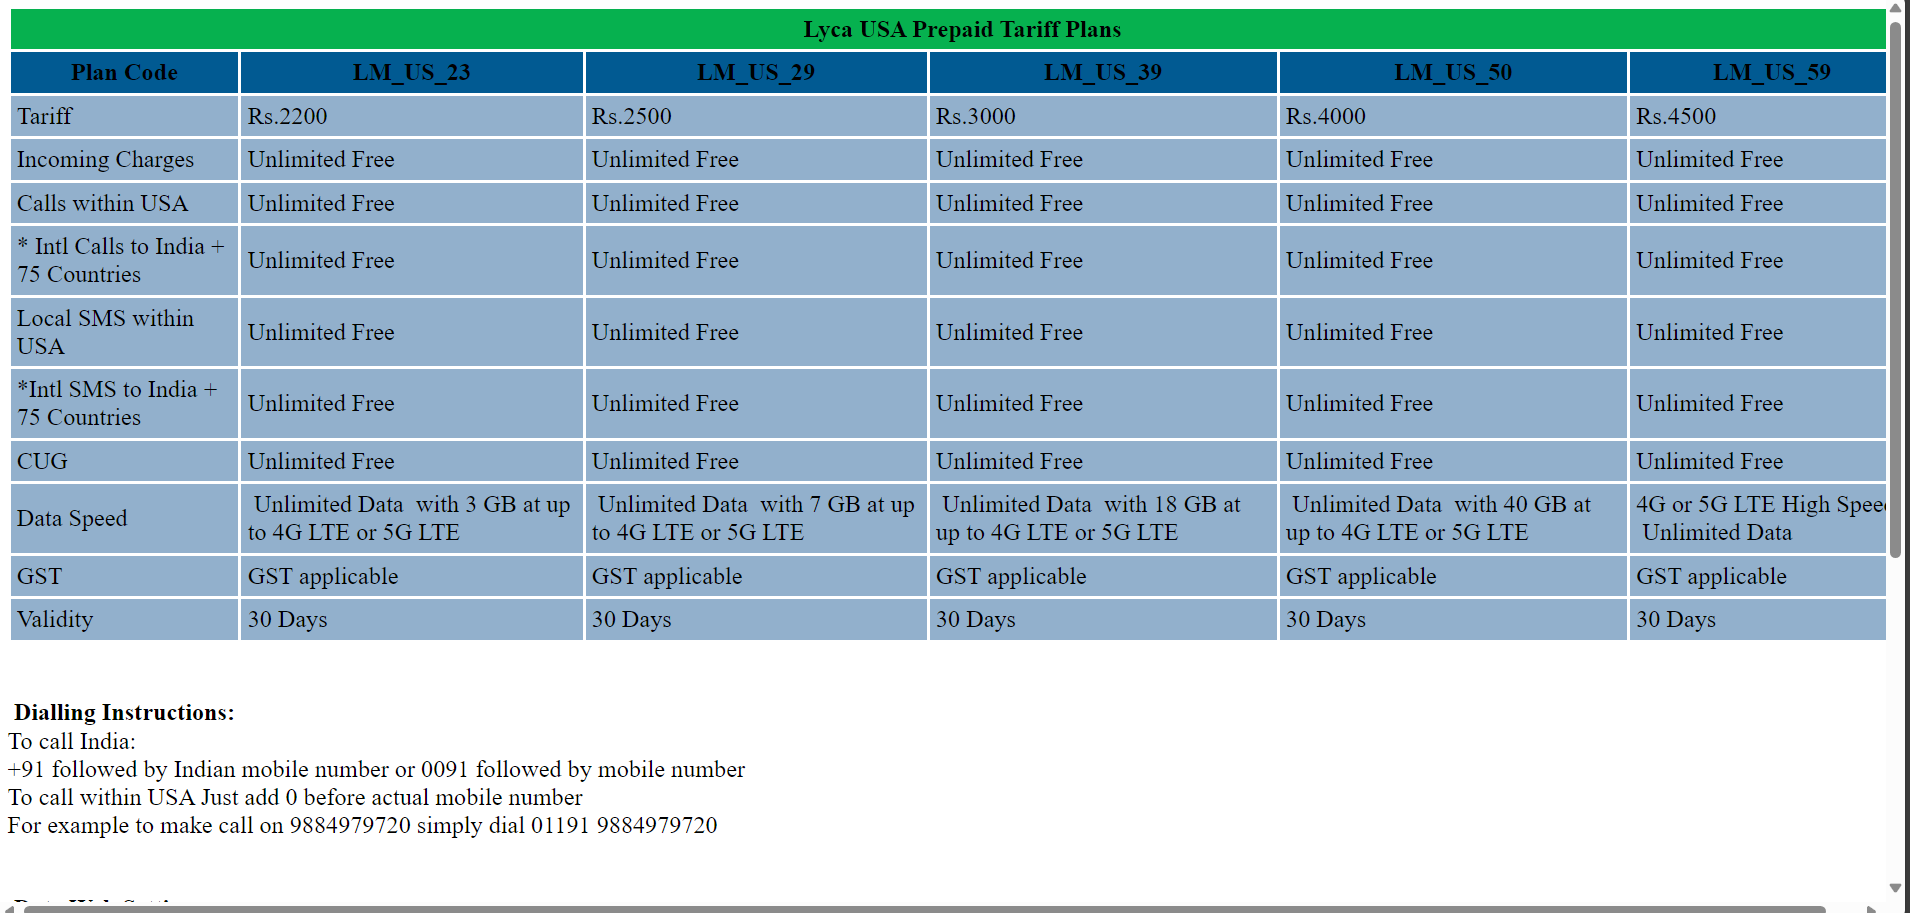 Lyca USA Prepaid Tariff Plans
Plan Code LM_US_23 LM_US_29 LM_US_39 LM_US_50 LM_US_59
Tariff Rs.2200 Rs.2500 Rs.3000 Rs.4000 Rs.4500
Incoming Charges Unlimited Free Unlimited Free Unlimited Free Unlimited Free Unlimited Free
Calls within USA Unlimited Free Unlimited Free Unlimited Free Unlimited Free Unlimited Free
* Intl Calls to India +
75 Countries Unlimited Free Unlimited Free Unlimited Free Unlimited Free Unlimited Free
Local SMS within
USA Unlimited Free Unlimited Free Unlimited Free Unlimited Free Unlimited Free
*Intl SMS to India +
75 Countries Unlimited Free Unlimited Free Unlimited Free Unlimited Free Unlimited Free
CUG Unlimited Free Unlimited Free Unlimited Free Unlimited Free Unlimited Free
Data Speed
Unlimited Data with 3 GB at up
to 4G LTE or 5G LTE
Unlimited Data with 7 GB at up
to 4G LTE or 5G LTE
Unlimited Data with 18 GB at
up to 4G LTE or 5G LTE
Unlimited Data with 40 GB at
up to 4G LTE or 5G LTE
4G or 5G LTE High Speed
Unlimited Data
GST GST applicable GST applicable GST applicable GST applicable GST applicable
Validity 30 Days 30 Days 30 Days 30 Days 30 Days
Dialling Instructions:
To call India:
+91 followed by Indian mobile number or 0091 followed by mobile number
To call within USA Just add 0 before actual mobile number
For example to make call on 9884979720 simply dial 01191 9884979720